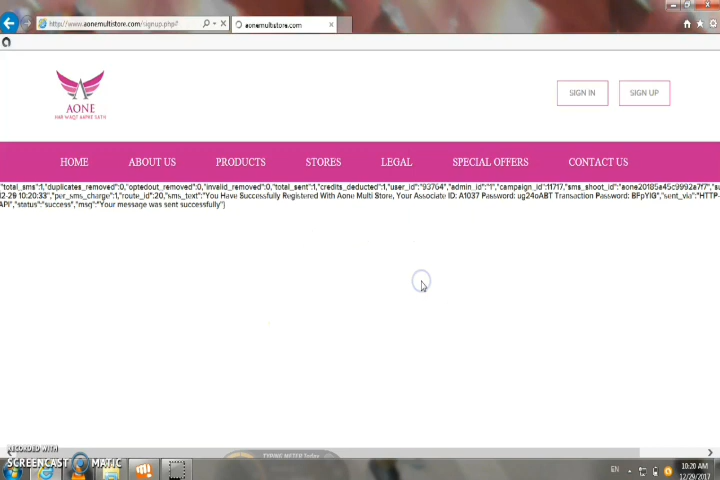 http://www.aonemultistore.com/signup.php#
aonemultistore.com
AONE
HAR WAQT AAPKE SATH
SIGN IN
SIGN UP
HOME
ABOUT US
PRODUCTS
STORES
LEGAL
SPECIAL OFFERS
CONTACT US
"total_sms":1,"duplicates_removed":0,"optedout_removed":0,"invalid_removed":0,"total_sent":1,"credits_deducted":1,"user_id":"93764","admin_id":"1","campaign_id":11717,"sms_shoot_id":"aone20185a45c9992a7f7","su
2-29 10:20:33","per_sms_charge":1,"route_id":20,"sms_text":"You Have Successfully Registered With Aone Multi Store, Your Associate ID: A1037 Password: ug24oABT Transaction Password: BFpYIG","sent_via":"HTTP-
API","status":"success","msg":"Your message was sent successfully"}
TYPING METER Today
RECORDED WITH
SCREENCAST MATIC
EN
10:20 AM
12/29/2017